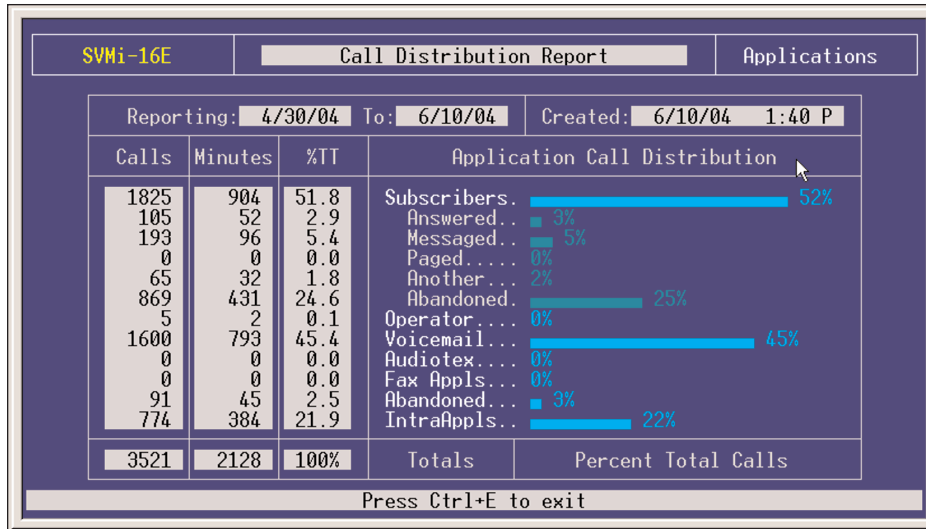 SVMi-16E Call Distribution Report Applications
Reporting: 4/30/04 To: 6/10/04 Created: 6/10/04 1:40 P
Calls Minutes %TT Application Call Distribution
1825 904 51.8 Subscribers. 52%
105 52 2.9 Answered.. 3%
193 96 5.4 Messaged.. 5%
0 0 0.0 Paged..... 0%
65 32 1.8 Another... 2%
869 431 24.6 Abandoned. 25%
5 2 0.1 Operator.... 0%
1600 793 45.4 Voicemail... 45%
0 0 0.0 Audiotex.... 0%
0 0 0.0 Fax Appls... 0%
91 45 2.5 Abandoned... 3%
774 384 21.9 IntraAppls.. 22%
3521 2128 100% Totals Percent Total Calls
Press Ctrl+E to exit